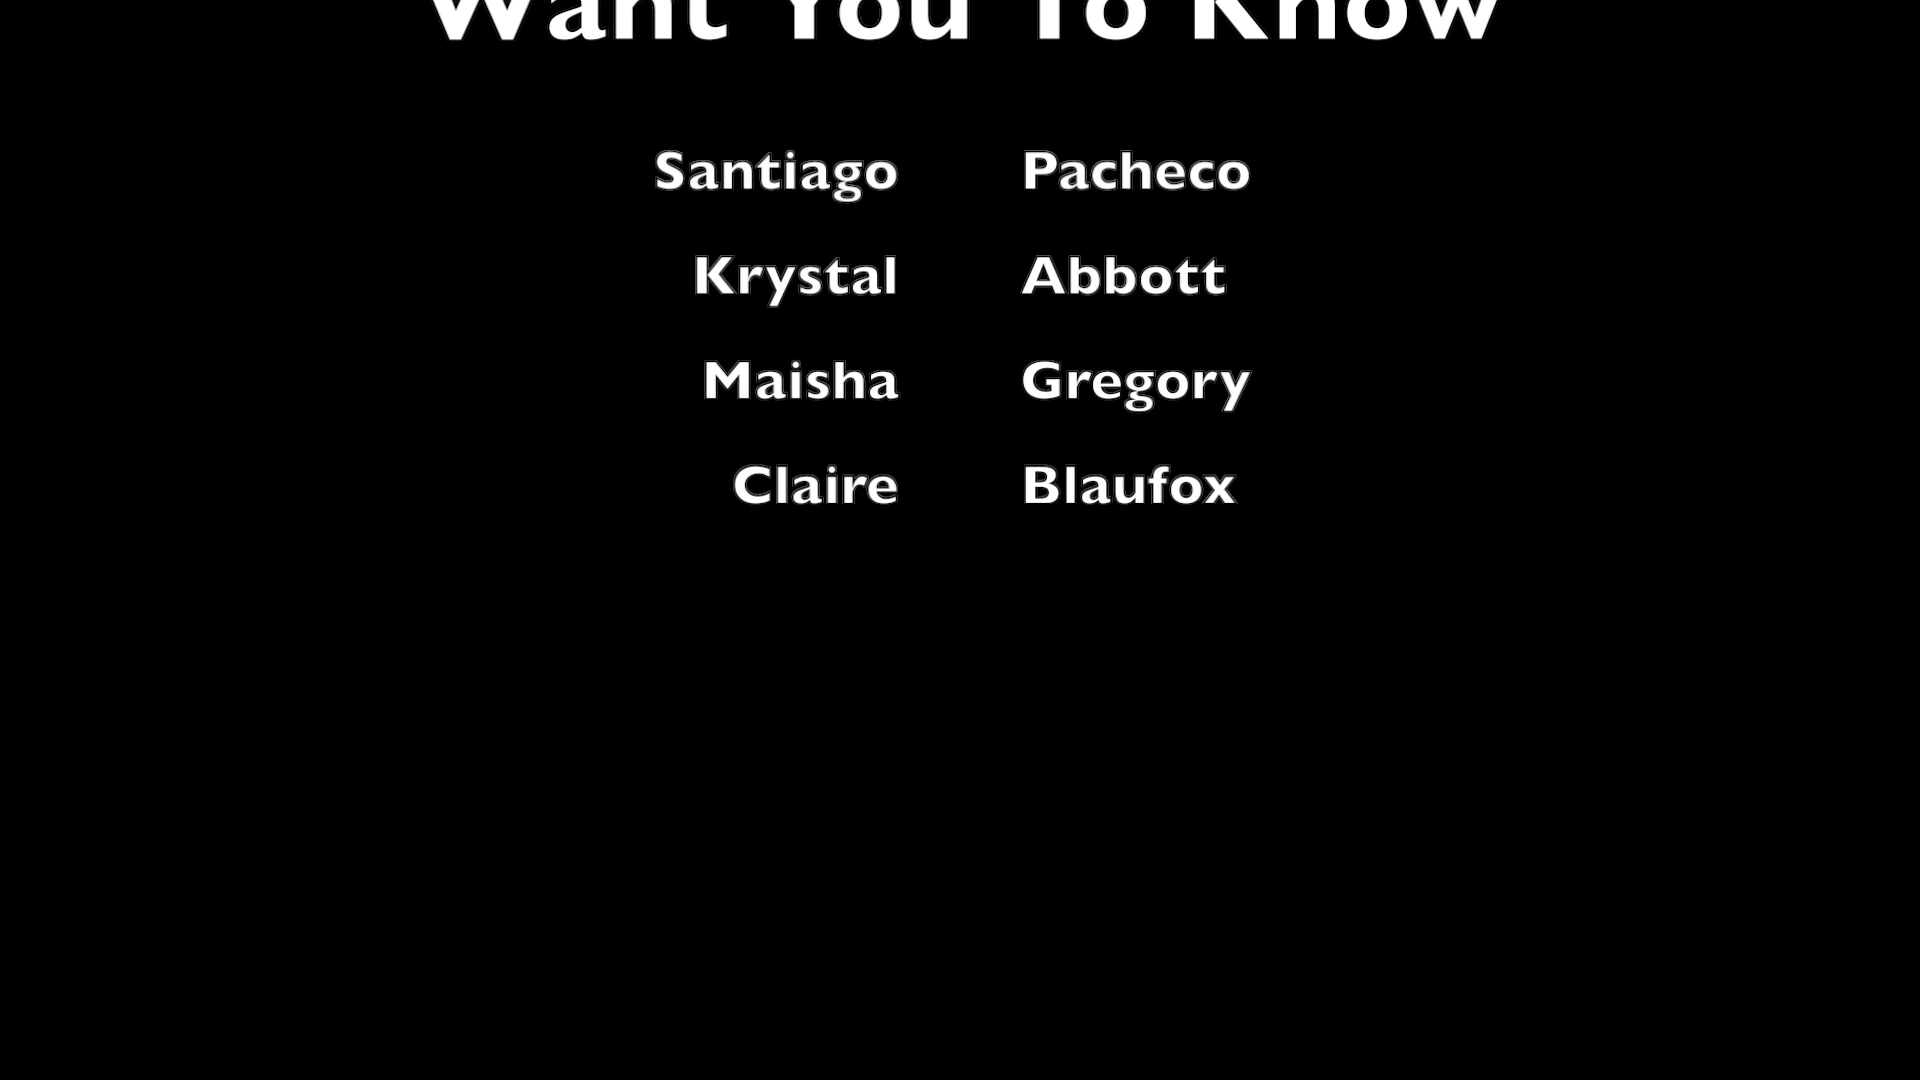 Want You To Know
Santiago Pacheco
Krystal Abbott
Maisha Gregory
Claire Blaufox